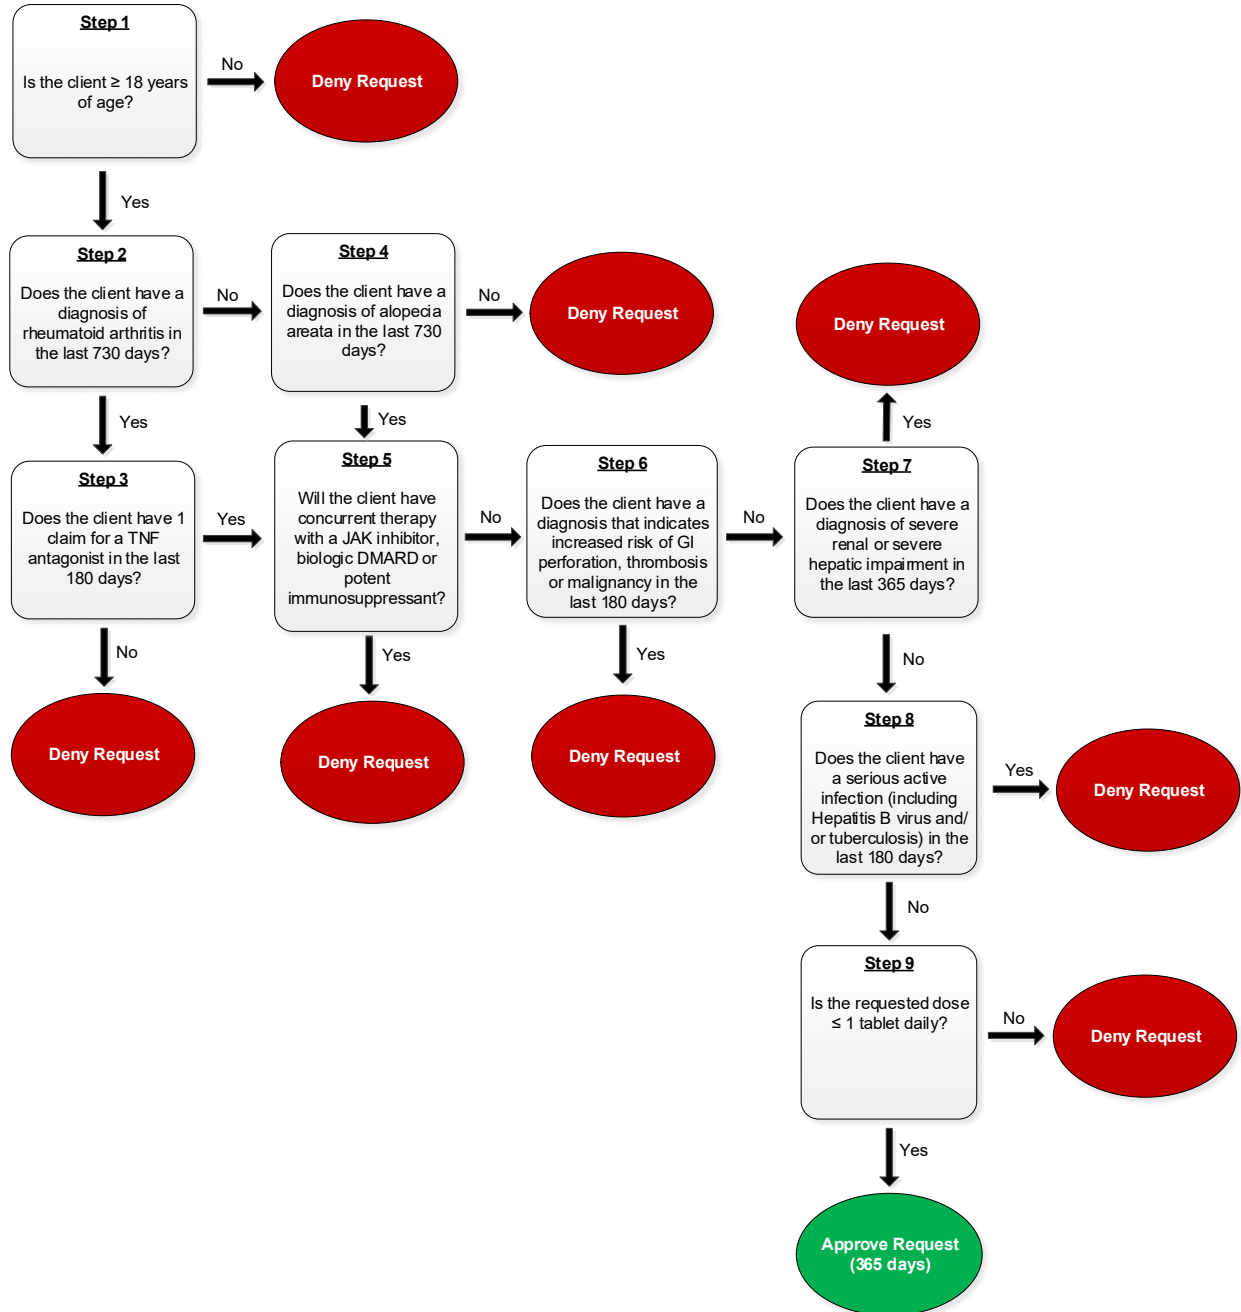 Step 1
Is the client ≥ 18 years
of age?
No
Deny Request
Yes
Step 2
Does the client have a
diagnosis of
rheumatoid arthritis in
the last 730 days?
No
Step 4
Does the client have a
diagnosis of alopecia
areata in the last 730
days?
No
Deny Request
Deny Request
Yes
Yes
Yes
Step 3
Does the client have 1
claim for a TNF
antagonist in the last
180 days?
Yes
Step 5
Will the client have
concurrent therapy
with a JAK inhibitor,
biologic DMARD or
potent
immunosuppressant?
No
Step 6
Does the client have a
diagnosis that indicates
increased risk of GI
perforation, thrombosis
or malignancy in the
last 180 days?
No
Step 7
Does the client have a
diagnosis of severe
renal or severe
hepatic impairment in
the last 365 days?
No
Yes
Yes
No
Deny Request
Deny Request
Deny Request
Step 8
Does the client have
a serious active
infection (including
Hepatitis B virus and/
or tuberculosis) in the
last 180 days?
Yes
Deny Request
No
Step 9
Is the requested dose
≤ 1 tablet daily?
No
Deny Request
Yes
Approve Request
(365 days)